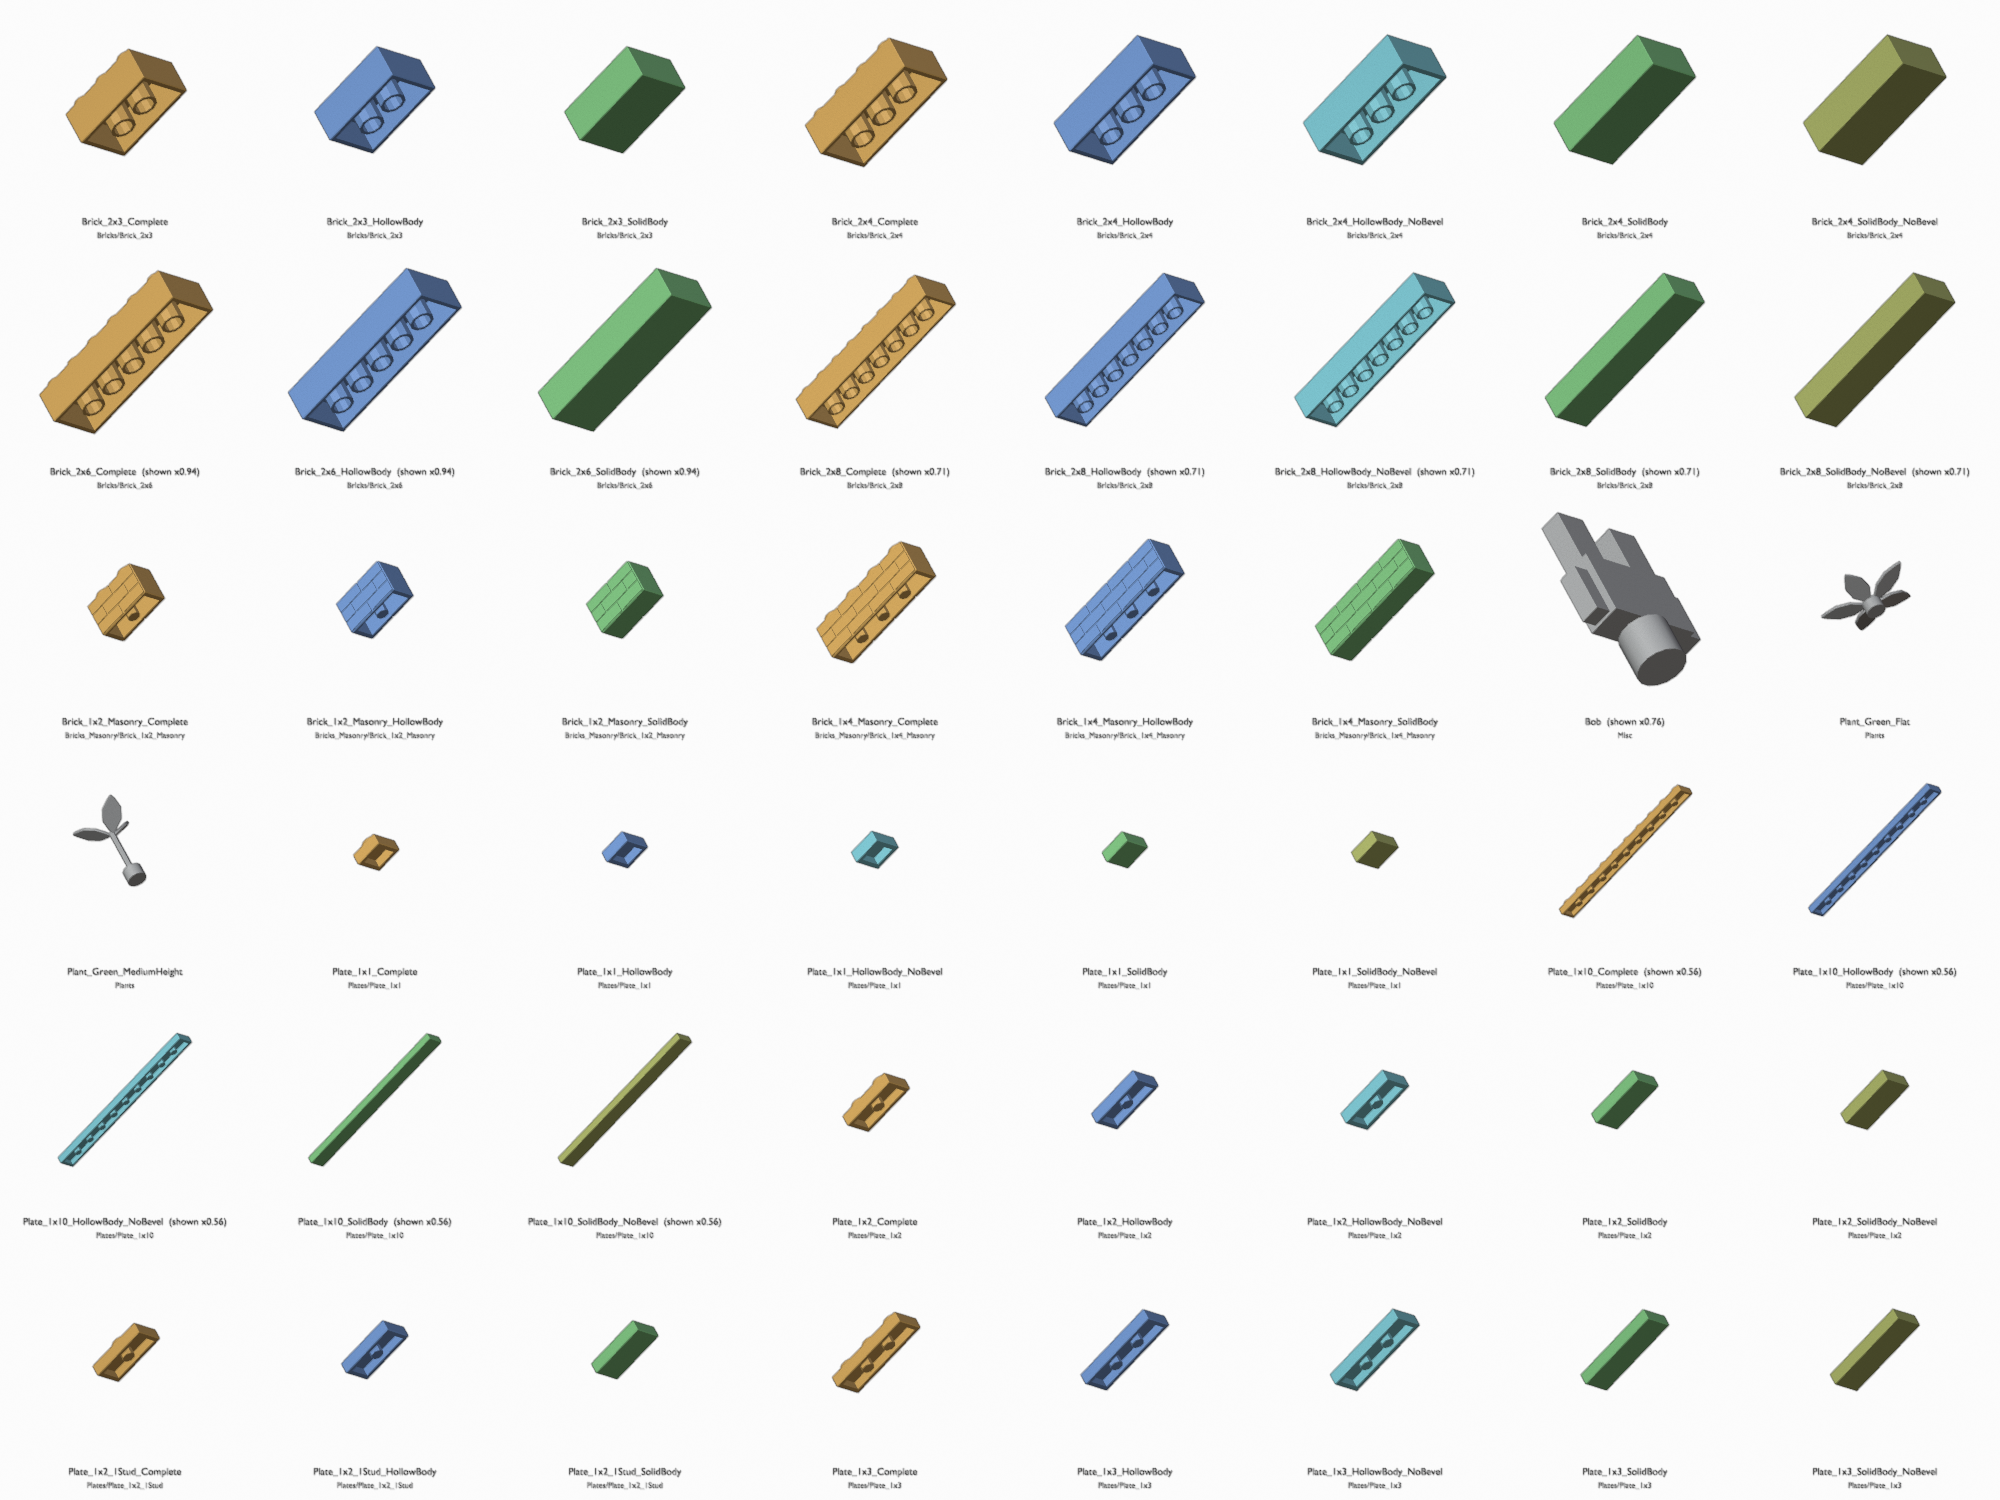 Brick_2x3_Complete
Bricks/Brick_2x3
Brick_2x3_HollowBody
Bricks/Brick_2x3
Brick_2x3_SolidBody
Bricks/Brick_2x3
Brick_2x4_Complete
Bricks/Brick_2x4
Brick_2x4_HollowBody
Bricks/Brick_2x4
Brick_2x4_HollowBody_NoBevel
Bricks/Brick_2x4
Brick_2x4_SolidBody
Bricks/Brick_2x4
Brick_2x4_SolidBody_NoBevel
Bricks/Brick_2x4
Brick_2x6_Complete (shown x0.94)
Bricks/Brick_2x6
Brick_2x6_HollowBody (shown x0.94)
Bricks/Brick_2x6
Brick_2x6_SolidBody (shown x0.94)
Bricks/Brick_2x6
Brick_2x8_Complete (shown x0.71)
Bricks/Brick_2x8
Brick_2x8_HollowBody (shown x0.71)
Bricks/Brick_2x8
Brick_2x8_HollowBody_NoBevel (shown x0.71)
Bricks/Brick_2x8
Brick_2x8_SolidBody (shown x0.71)
Bricks/Brick_2x8
Brick_2x8_SolidBody_NoBevel (shown x0.71)
Bricks/Brick_2x8
Brick_1x2_Masonry_Complete
Bricks_Masonry/Brick_1x2_Masonry
Brick_1x2_Masonry_HollowBody
Bricks_Masonry/Brick_1x2_Masonry
Brick_1x2_Masonry_SolidBody
Bricks_Masonry/Brick_1x2_Masonry
Brick_1x4_Masonry_Complete
Bricks_Masonry/Brick_1x4_Masonry
Brick_1x4_Masonry_HollowBody
Bricks_Masonry/Brick_1x4_Masonry
Brick_1x4_Masonry_SolidBody
Bricks_Masonry/Brick_1x4_Masonry
Bob (shown x0.76)
Misc
Plant_Green_Flat
Plants
Plant_Green_MediumHeight
Plants
Plate_1x1_Complete
Plates/Plate_1x1
Plate_1x1_HollowBody
Plates/Plate_1x1
Plate_1x1_HollowBody_NoBevel
Plates/Plate_1x1
Plate_1x1_SolidBody
Plates/Plate_1x1
Plate_1x1_SolidBody_NoBevel
Plates/Plate_1x1
Plate_1x10_Complete (shown x0.56)
Plates/Plate_1x10
Plate_1x10_HollowBody (shown x0.56)
Plates/Plate_1x10
Plate_1x10_HollowBody_NoBevel (shown x0.56)
Plates/Plate_1x10
Plate_1x10_SolidBody (shown x0.56)
Plates/Plate_1x10
Plate_1x10_SolidBody_NoBevel (shown x0.56)
Plates/Plate_1x10
Plate_1x2_Complete
Plates/Plate_1x2
Plate_1x2_HollowBody
Plates/Plate_1x2
Plate_1x2_HollowBody_NoBevel
Plates/Plate_1x2
Plate_1x2_SolidBody
Plates/Plate_1x2
Plate_1x2_SolidBody_NoBevel
Plates/Plate_1x2
Plate_1x2_1Stud_Complete
Plates/Plate_1x2_1Stud
Plate_1x2_1Stud_HollowBody
Plates/Plate_1x2_1Stud
Plate_1x2_1Stud_SolidBody
Plates/Plate_1x2_1Stud
Plate_1x3_Complete
Plates/Plate_1x3
Plate_1x3_HollowBody
Plates/Plate_1x3
Plate_1x3_HollowBody_NoBevel
Plates/Plate_1x3
Plate_1x3_SolidBody
Plates/Plate_1x3
Plate_1x3_SolidBody_NoBevel
Plates/Plate_1x3